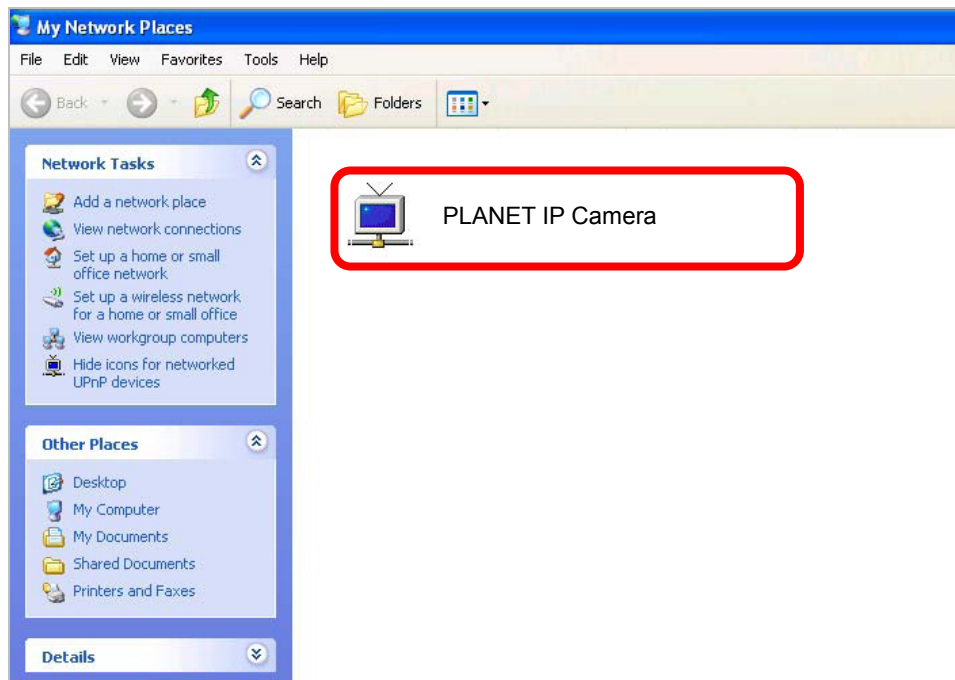 My Network Places
File Edit View Favorites Tools Help
Back Search Folders
Network Tasks
Add a network place
View network connections
Set up a home or small
office network
Set up a wireless network
for a home or small office
View workgroup computers
Hide icons for networked
UPnP devices
Other Places
Desktop
My Computer
My Documents
Shared Documents
Printers and Faxes
Details
PLANET IP Camera